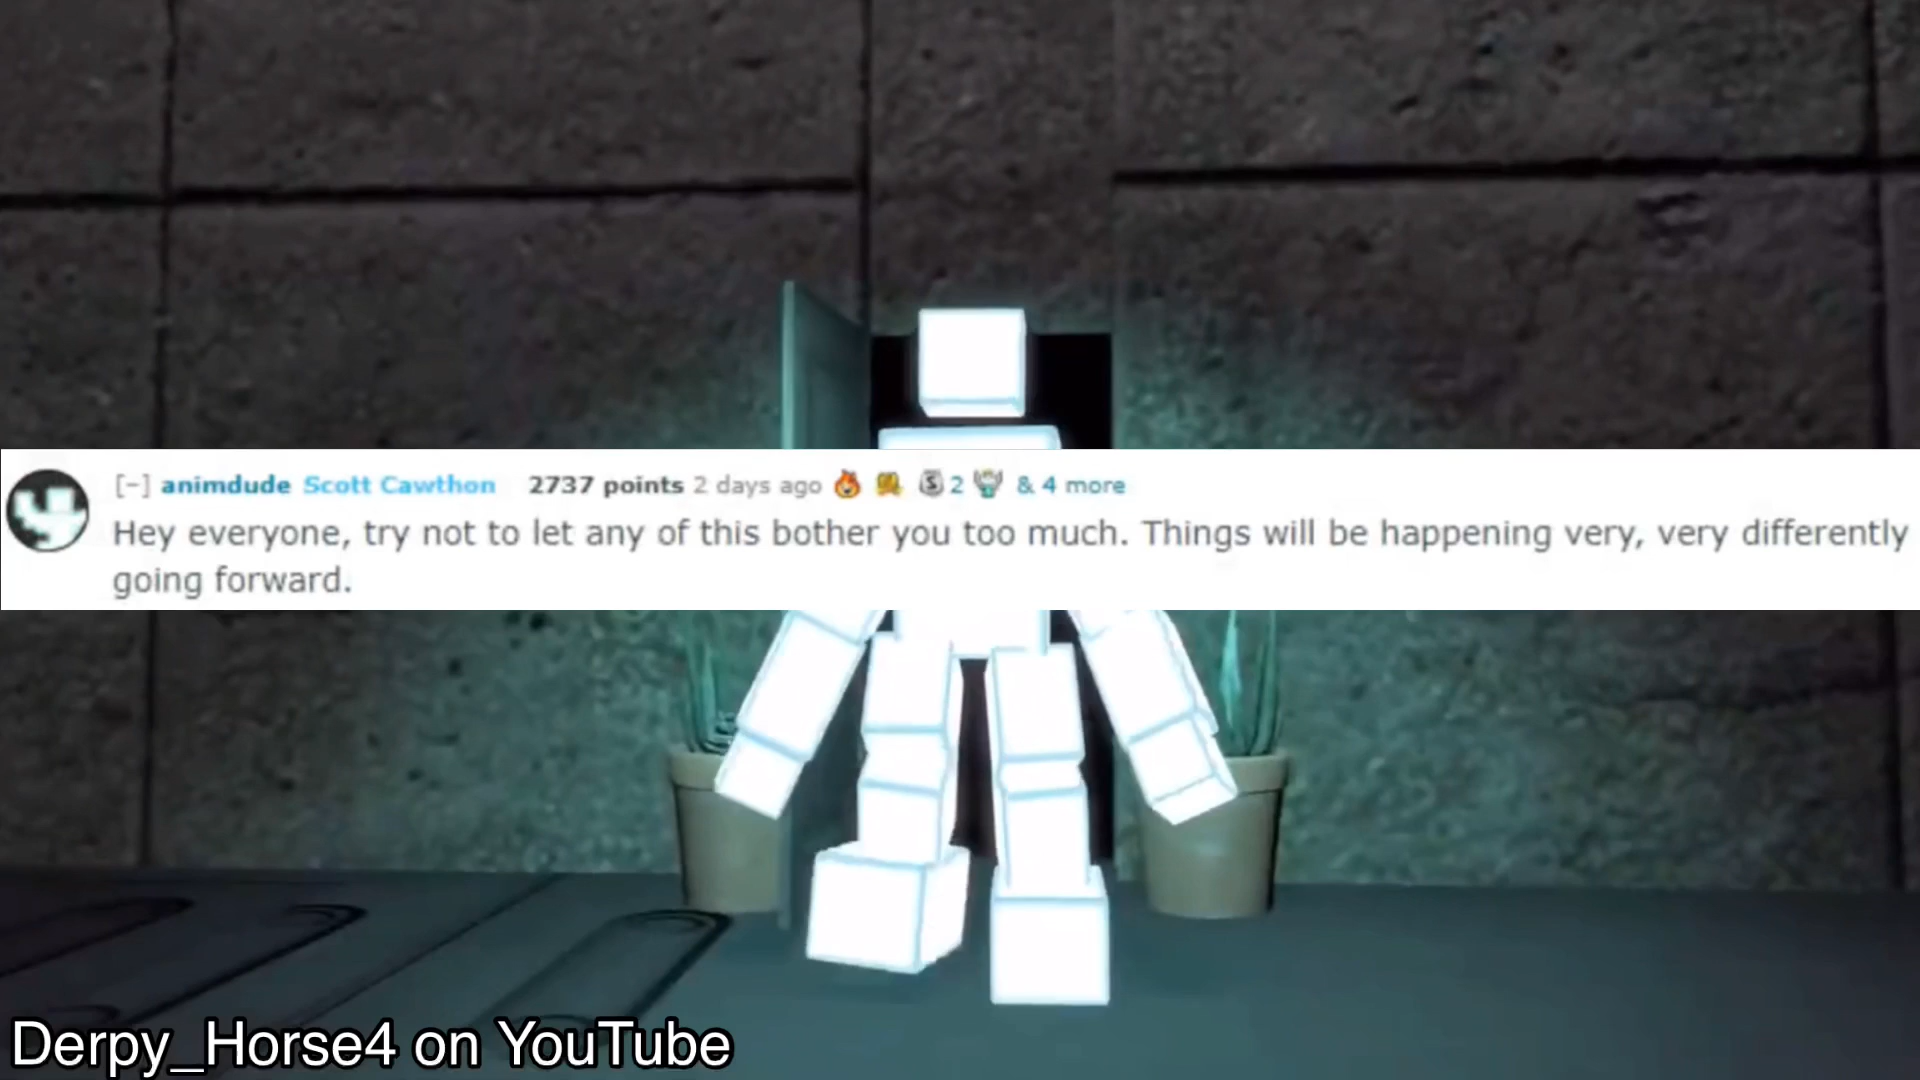 [-] animdude Scott Cawthon 2737 points 2 days ago 2 & 4 more
Hey everyone, try not to let any of this bother you too much. Things will be happening very, very differently
going forward.
Derpy_Horse4 on YouTube